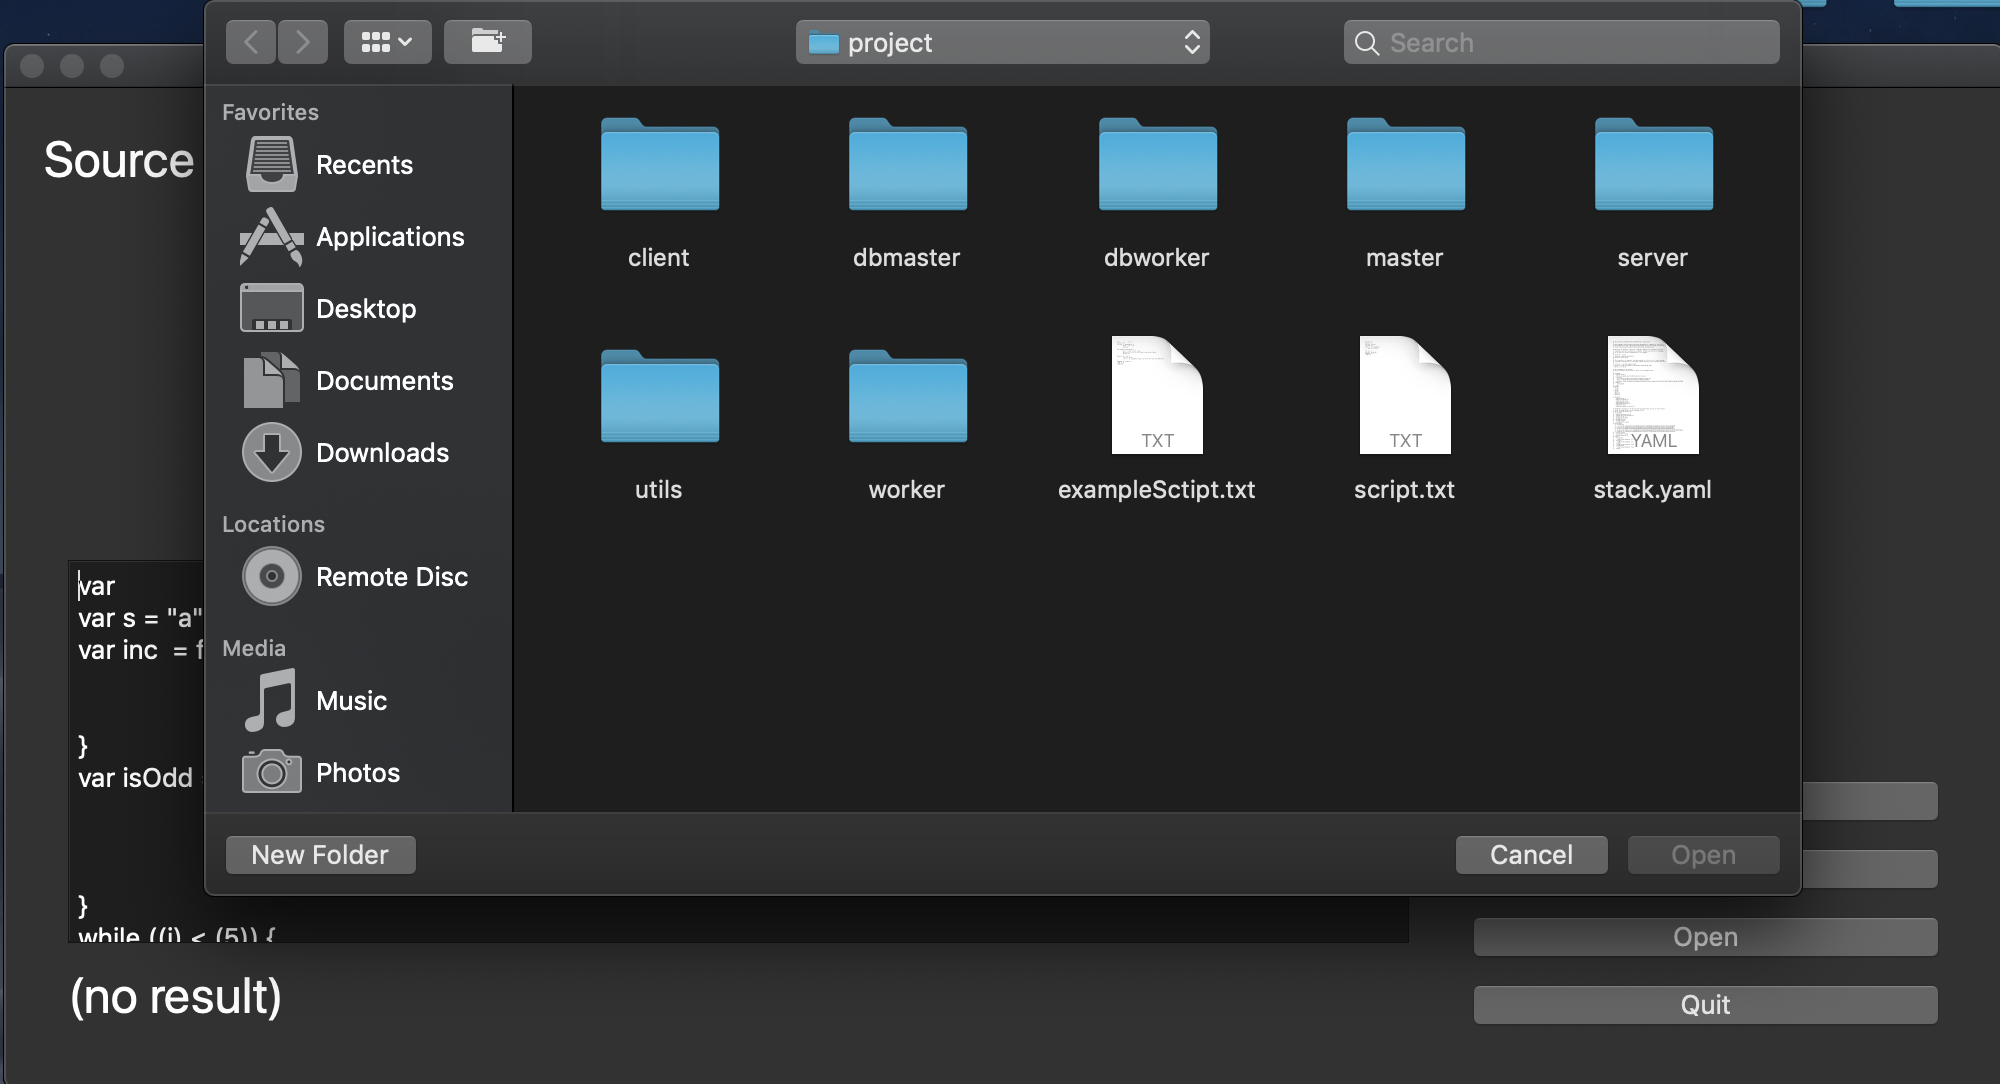 project
Search
Favorites
Recents
Applications
Desktop
Documents
Downloads
Locations
Remote Disc
Media
Music
Photos
client
dbmaster
dbworker
master
server
TXT
TXT
YAML
utils
worker
exampleSctipt.txt
script.txt
stack.yaml
New Folder
Cancel
Open
Source
var
var s = "a"
var inc  = f
}
var isOdd
}
while ((i) < (5)) {
(no result)
Open
Quit